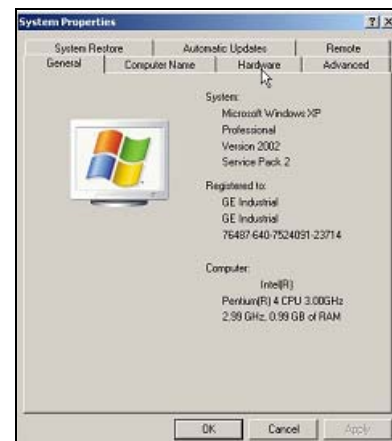 System Properties
System Restore Automatic Updates Remote
General Computer Name Hardware Advanced
System:
Microsoft Windows XP
Professional
Version 2002
Service Pack 2
Registered to:
GE Industrial
GE Industrial
76487-640-7524091-23714
Computer:
Intel(R)
Pentium(R) 4 CPU 3.00GHz
2.99 GHz, 0.99 GB of RAM
OK Cancel Apply